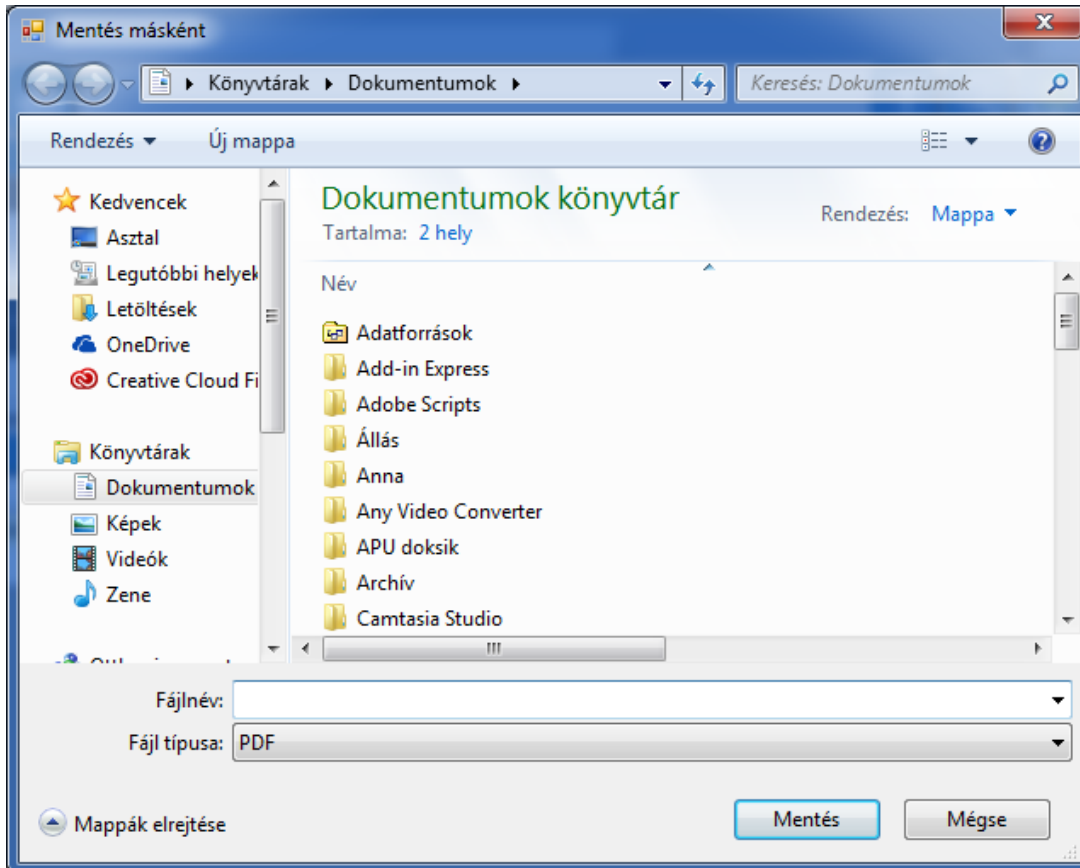 Mentés másként
Könyvtárak Dokumentumok
Keresés: Dokumentumok
Rendezés Új mappa
Kedvencek
Asztal
Legutóbbi helyek
Letöltések
OneDrive
Creative Cloud Fi
Könyvtárak
Dokumentumok
Képek
Videók
Zene
Dokumentumok könyvtár
Tartalma: 2 hely
Rendezés: Mappa
Név
Adatforrások
Add-in Express
Adobe Scripts
Állás
Anna
Any Video Converter
APU doksik
Archív
Camtasia Studio
Fájlnév:
Fájl típusa: PDF
Mappák elrejtése
Mentés Mégse